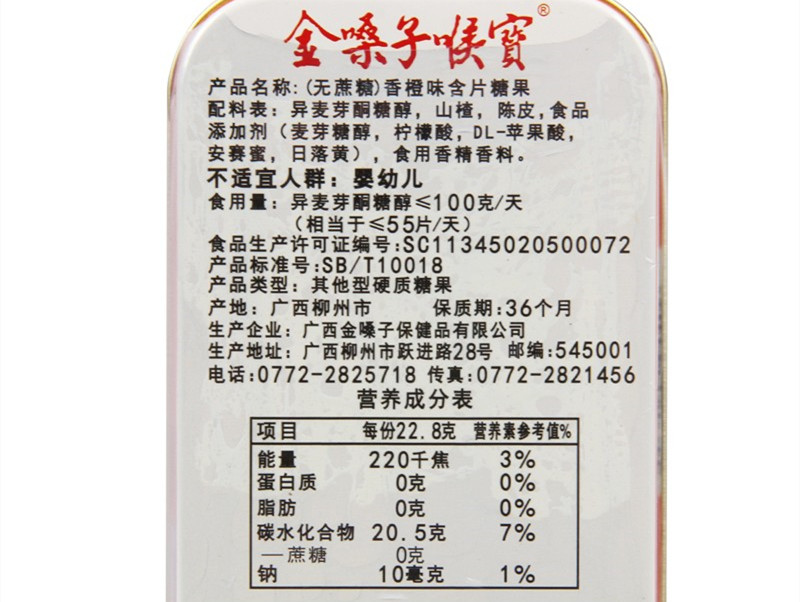 金嗓子喉寶®
产品名称:(无蔗糖)香橙味含片糖果
配料表：异麦芽酮糖醇，山楂，陈皮,食品
添加剂（麦芽糖醇，柠檬酸，DL-苹果酸，
安赛蜜，日落黄），食用香精香料。
不适宜人群：婴幼儿
食用量：异麦芽酮糖醇≤100克/天
（相当于≤55片/天）
食品生产许可证编号:SC11345020500072
产品标准号:SB/T10018
产品类型：其他型硬质糖果
产地：广西柳州市 保质期:36个月
生产企业：广西金嗓子保健品有限公司
生产地址：广西柳州市跃进路28号 邮编:545001
电话:0772-2825718 传真:0772-2821456
营养成分表
项目 每份22.8克 营养素参考值%
能量 220千焦 3%
蛋白质 0克 0%
脂肪 0克 0%
碳水化合物 20.5克 7%
—蔗糖 0克
钠 10毫克 1%